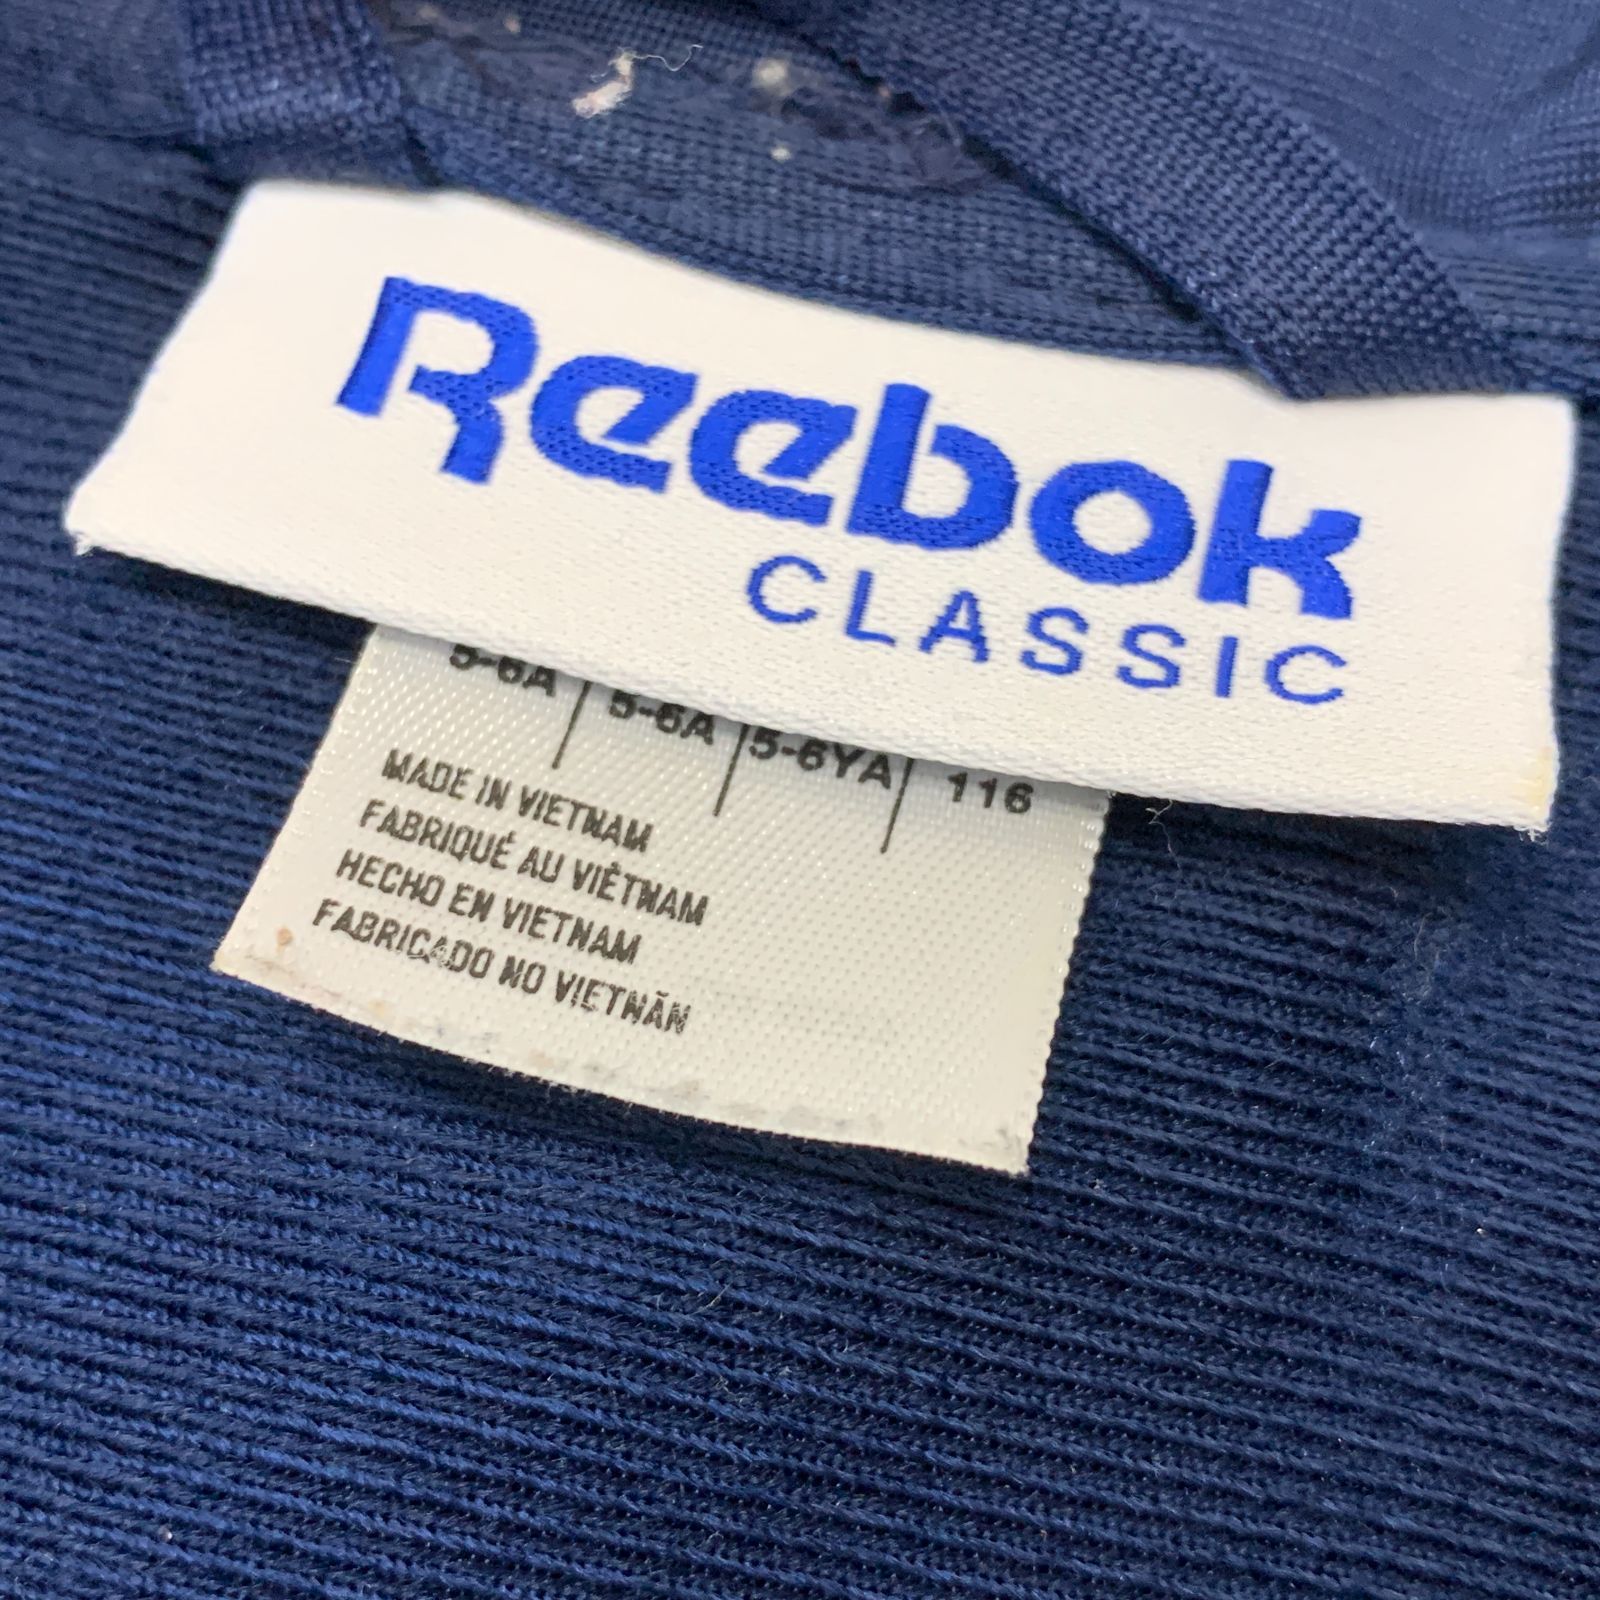 Reebok
CLASSIC
5-6A 5-6A 5-6YA 116
MADE IN VIETNAM
FABRIQUÉ AU VIÊTNAM
HECHO EN VIETNAM
FABRICADO NO VIETNÃN